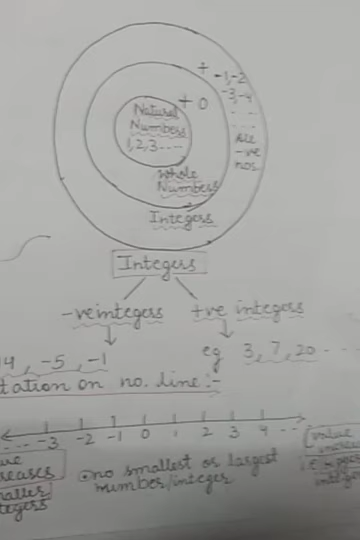 Natural
Numbers
1,2,3----
+ 0
Whole
Numbers
+ -1,-2
-3,-4
- - -
- - -
All
-ve
nos.
Integers
Integers
-ve integers +ve integers
-5, -1 eg 3, 7, 20 - - -
tation on no. line:-
... -3 -2 -1 0 1 2 3 4 ...
⊙ no smallest or largest
number/integer
value